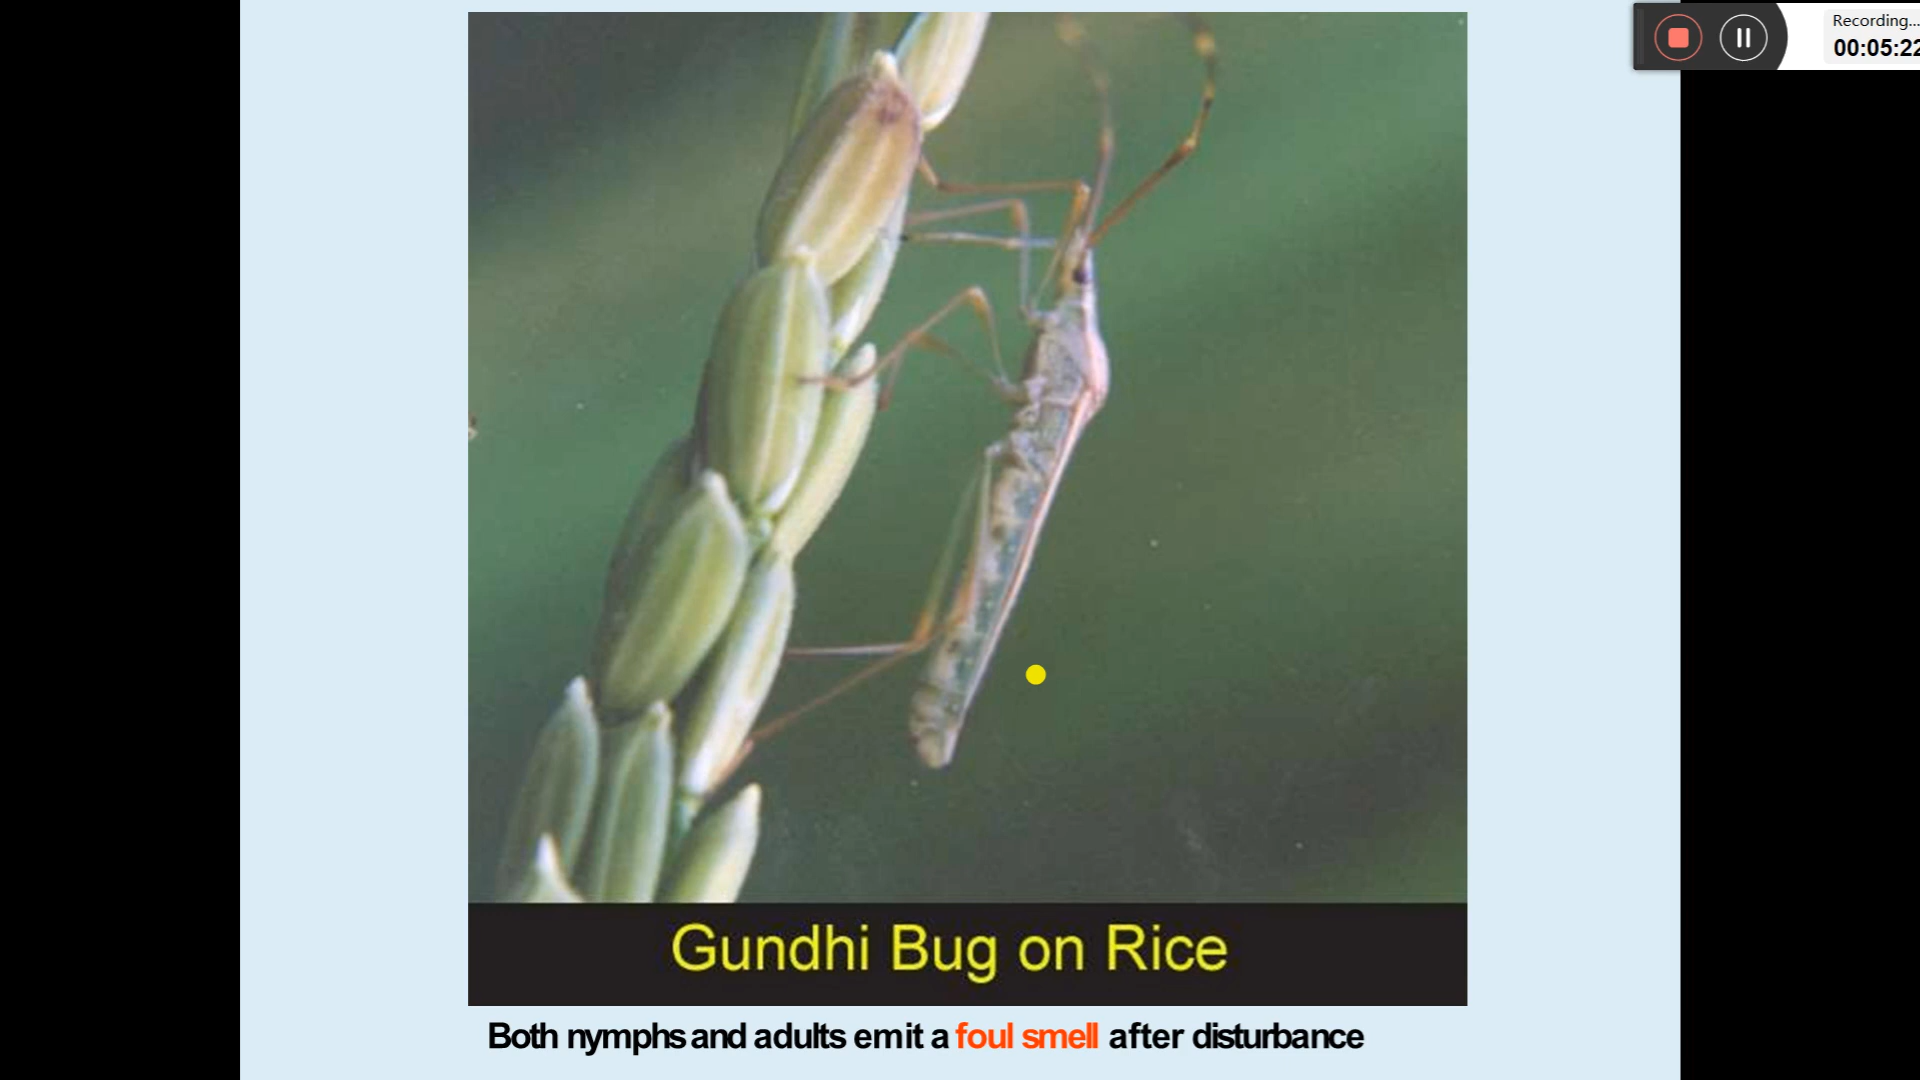 Recording...
00:05:22
Gundhi Bug on Rice
Both nymphs and adults emit a foul smell after disturbance